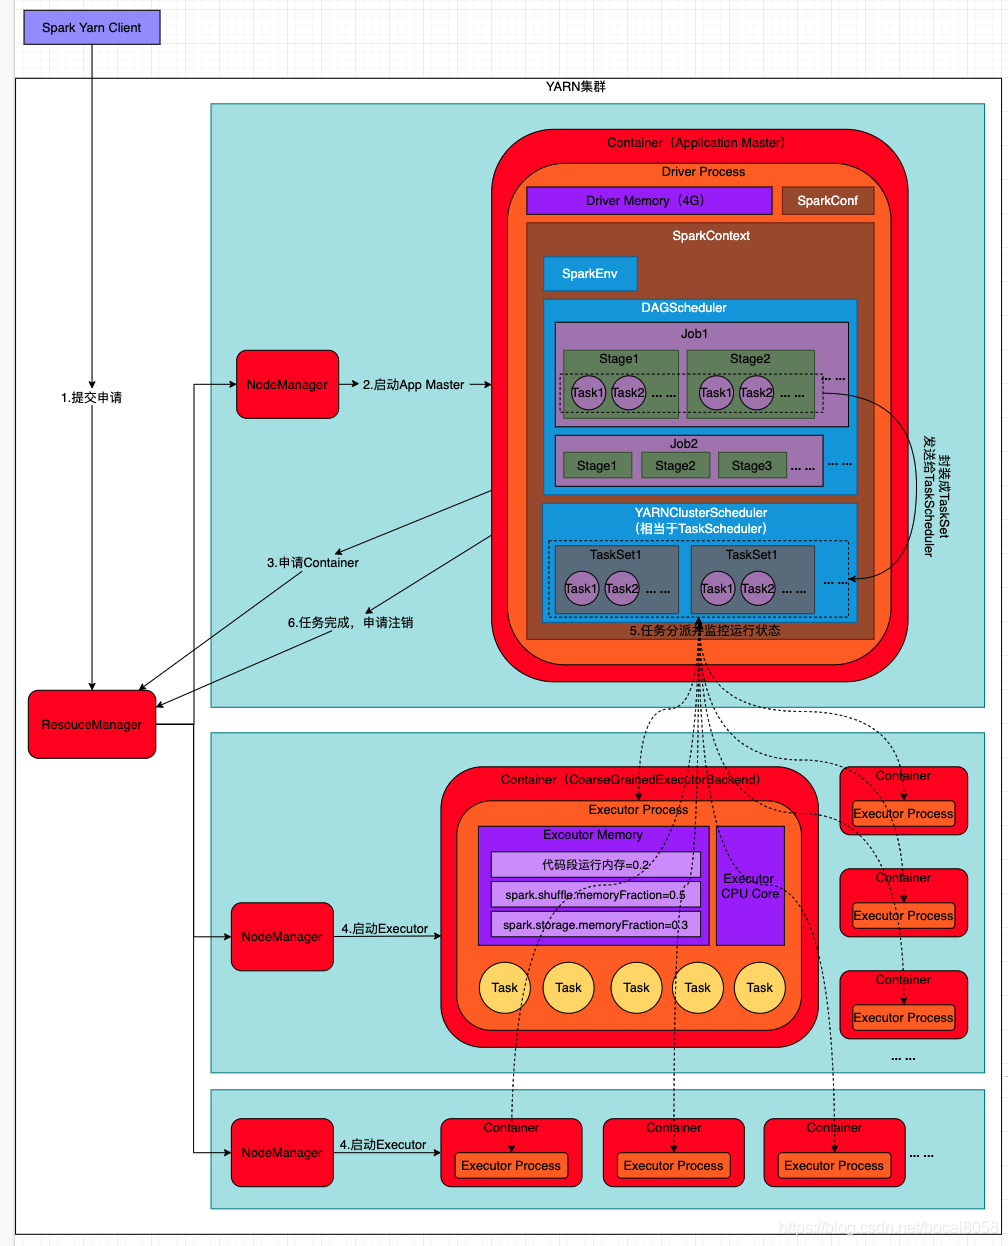 Spark Yarn Client
YARN集群
Container（Application Master）
Driver Process
Driver Memory（4G）
SparkConf
SparkContext
SparkEnv
DAGScheduler
Job1
Stage1
Stage2
Task1
Task2
... ...
Task1
Task2
... ...
... ...
NodeManager
2.启动App Master
1.提交申请
Job2
Stage1
Stage2
Stage3
... ...
... ...
封装成TaskSet
发送给TaskScheduler
YARNClusterScheduler
（相当于TaskScheduler）
TaskSet1
TaskSet1
Task1
Task2
... ...
Task1
Task2
... ...
... ...
3.申请Container
6.任务完成，申请注销
5.任务分派并监控运行状态
ResouceManager
Container（CoarseGrainedExecutorBackend）
Executor Process
Exceutor Memory
代码段运行内存=0.2
spark.shuffle.memoryFraction=0.5
spark.storage.memoryFraction=0.3
Executor
CPU Core
Container
Executor Process
Container
Executor Process
Container
Executor Process
... ...
NodeManager
4.启动Executor
Task
Task
Task
Task
Task
NodeManager
4.启动Executor
Container
Executor Process
Container
Executor Process
Container
Executor Process
... ...
https://blog.csdn.net/bocai8058